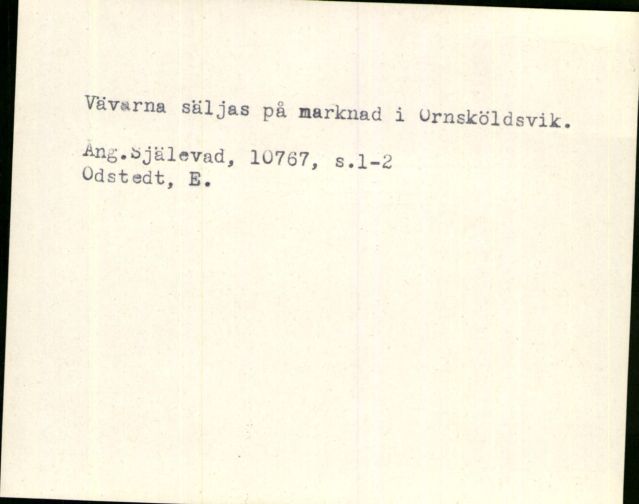 Vävarna säljas på marknad i Örnsköldsvik.
Ång.Själevad, 10767, s.1-2
Odstedt, E.